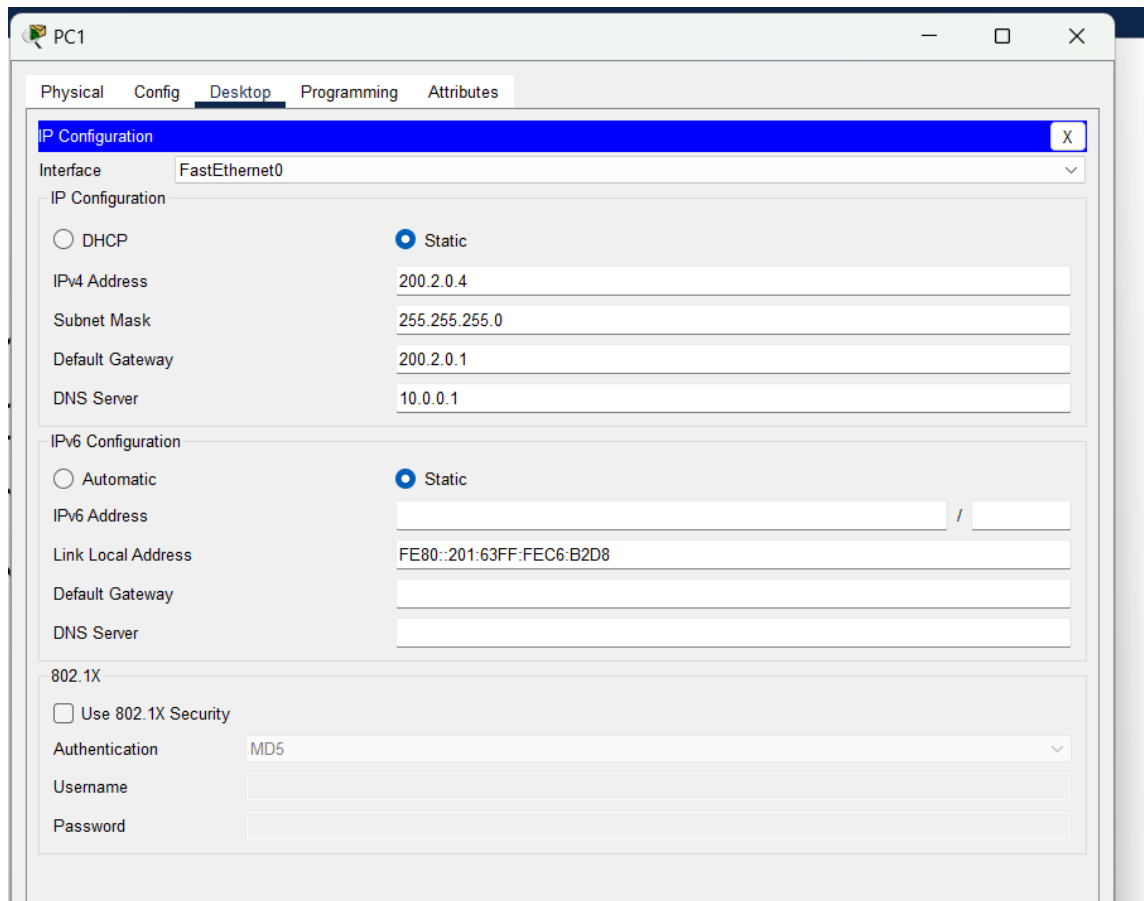 PC1
Physical Config Desktop Programming Attributes
IP Configuration X
Interface FastEthernet0
IP Configuration
DHCP Static
IPv4 Address 200.2.0.4
Subnet Mask 255.255.255.0
Default Gateway 200.2.0.1
DNS Server 10.0.0.1
IPv6 Configuration
Automatic Static
IPv6 Address /
Link Local Address FE80::201:63FF:FEC6:B2D8
Default Gateway
DNS Server
802.1X
Use 802.1X Security
Authentication MD5
Username
Password